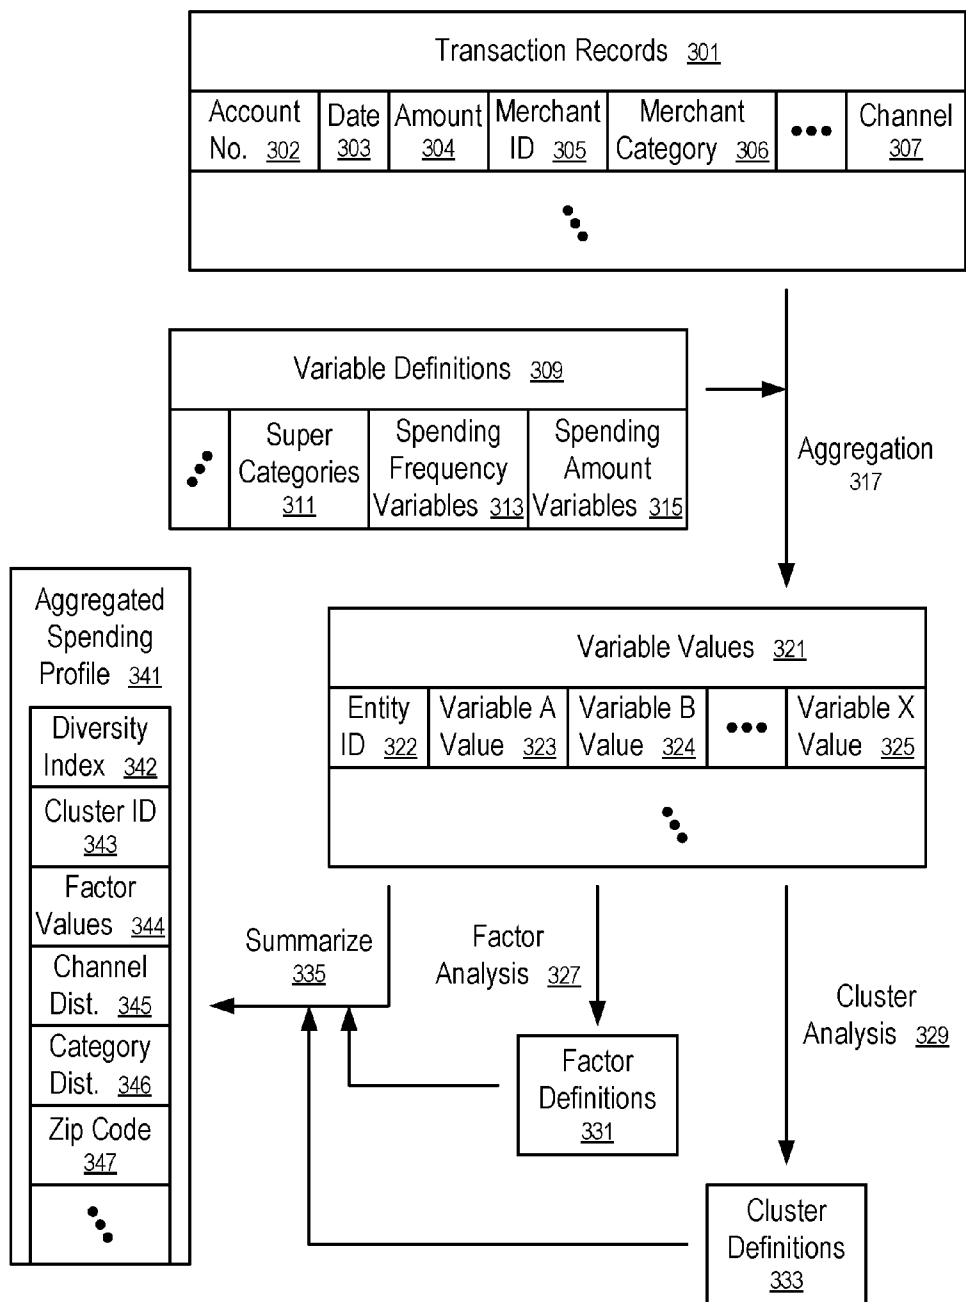 Transaction Records 301
Account No. 302
Date 303
Amount 304
Merchant ID 305
Merchant Category 306
Channel 307
Variable Definitions 309
Super Categories 311
Spending Frequency Variables 313
Spending Amount Variables 315
Aggregation 317
Aggregated Spending Profile 341
Diversity Index 342
Cluster ID 343
Factor Values 344
Channel Dist. 345
Category Dist. 346
Zip Code 347
Variable Values 321
Entity ID 322
Variable A Value 323
Variable B Value 324
Variable X Value 325
Summarize 335
Factor Analysis 327
Cluster Analysis 329
Factor Definitions 331
Cluster Definitions 333